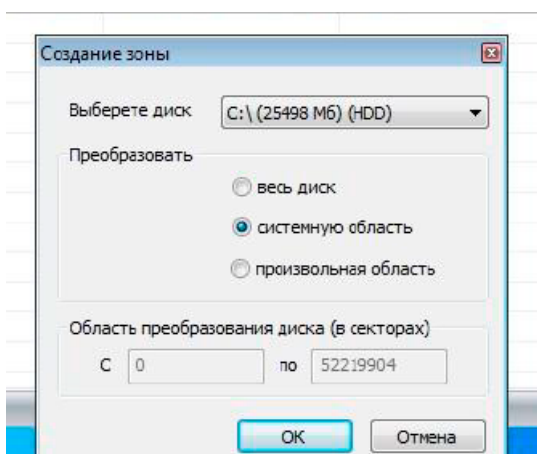 Создание зоны
Выберете диск C:\ (25498 Мб) (HDD)
Преобразовать
весь диск
системную область
произвольная область
Область преобразования диска (в секторах)
С 0 по 52219904
ОК Отмена